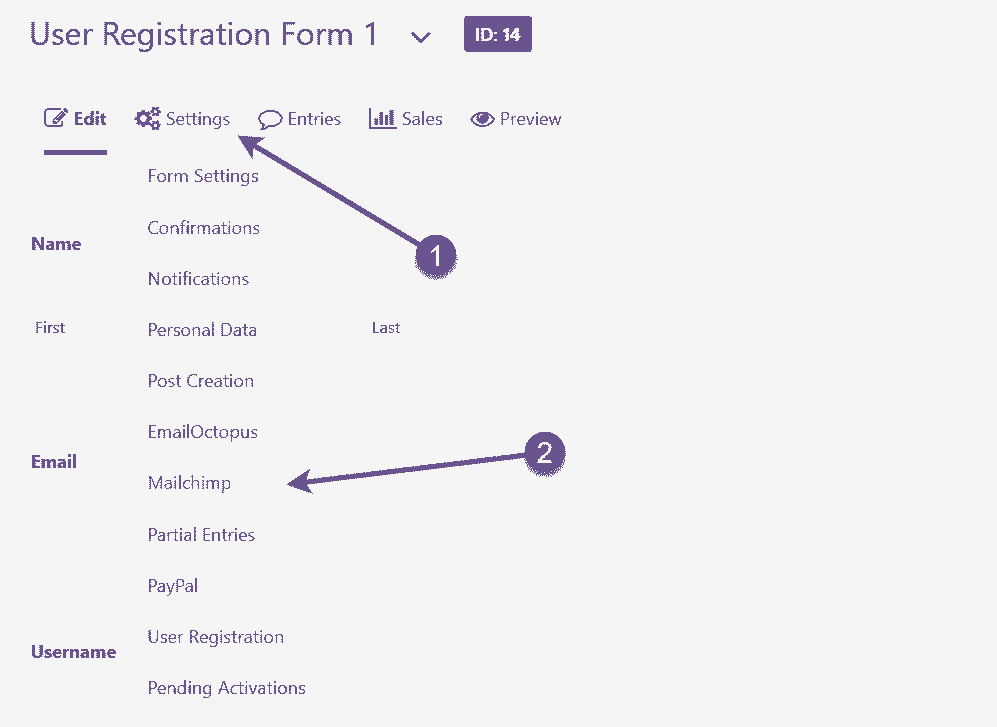 User Registration Form 1 ID: 14
Edit Settings Entries Sales Preview
Form Settings
Confirmations
Name
1
Notifications
First Personal Data Last
Post Creation
EmailOctopus
2
Email
Mailchimp
Partial Entries
PayPal
User Registration
Username
Pending Activations